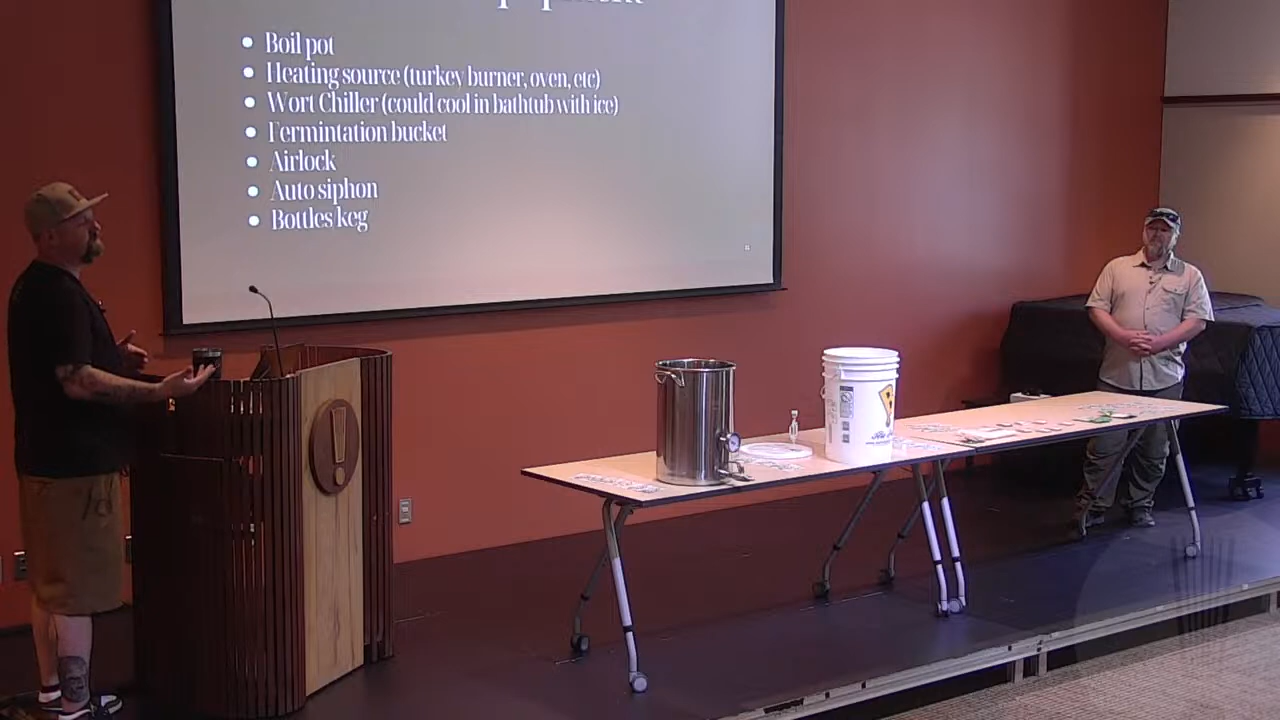 • Boil pot
• Heating source (turkey burner, oven, etc)
• Wort Chiller (could cool in bathtub with ice)
• Fermintation bucket
• Airlock
• Auto siphon
• Bottles/keg